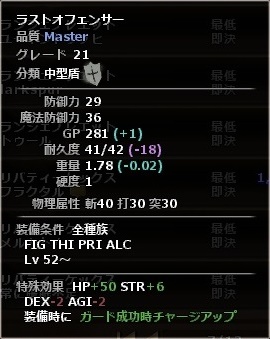 ラストオフェンサー
品質 Master
グレード 21
分類 中型盾
防御力 29
魔法防御力 36
GP 281 (+1)
耐久度 41/42 (-18)
重量 1.78 (-0.02)
硬度 1
物理属性 斬40 打30 突30
装備条件 全種族
FIG THI PRI ALC
Lv 52～
特殊効果 HP+50 STR+6
DEX-2 AGI-2
装備時に ガード成功時チャージアップ